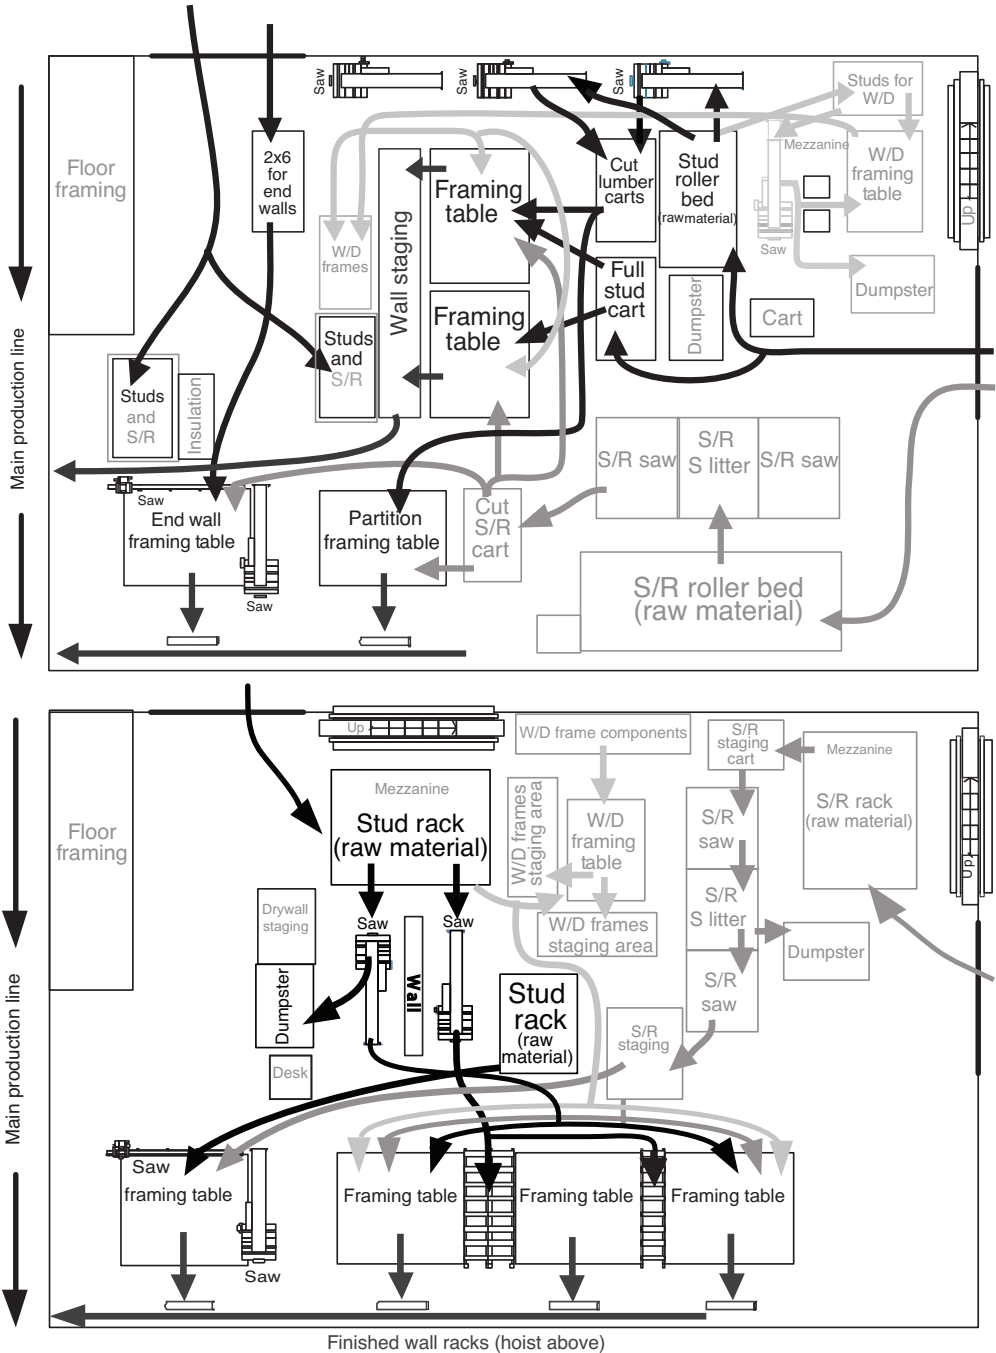 Saw
Saw
Saw
Studs for
W/D
Mezzanine
Floor
framing
2x6
for
end
walls
Framing
table
Cut
lumber
carts
Stud
roller
bed
(raw material)
W/D
framing
table
Up
Saw
W/D
frames
Wall staging
Full
stud
cart
Dumpster
Cart
Dumpster
Framing
table
Studs
and
S/R
Main production line
Studs
and
S/R
Insulation
S/R saw
S/R
S litter
S/R saw
Saw
End wall
framing table
Saw
Partition
framing table
Cut
S/R
cart
S/R roller bed
(raw material)
Up
W/D frame components
S/R
staging
cart
Mezzanine
Mezzanine
Stud rack
(raw material)
Floor
framing
W/D frames
staging area
W/D
framing
table
S/R
saw
S/R rack
(raw material)
Up
Drywall
staging
Saw
Saw
W/D frames
staging area
S/R
S litter
Dumpster
Dumpster
Wall
Stud
rack
(raw
material)
S/R
saw
S/R
staging
Desk
Main production line
Saw
framing table
Saw
Framing table
Framing table
Framing table
Finished wall racks (hoist above)